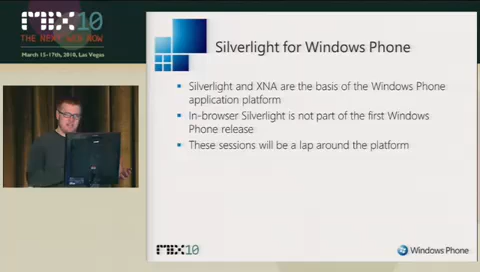 MIX10
THE NEXT WEB NOW
March 15-17th, 2010, Las Vegas
Silverlight for Windows Phone
Silverlight and XNA are the basis of the Windows Phone
application platform
In-browser Silverlight is not part of the first Windows
Phone release
These sessions will be a lap around the platform
MIX10
Windows Phone